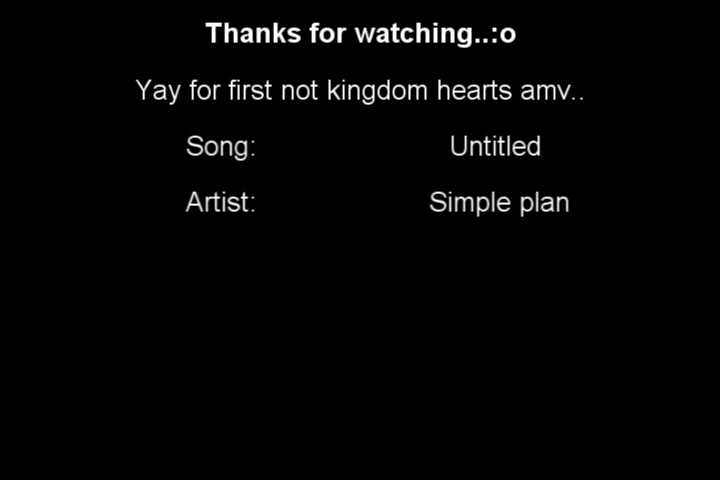 Thanks for watching..:o
Yay for first not kingdom hearts amv..
Song: Untitled
Artist: Simple plan